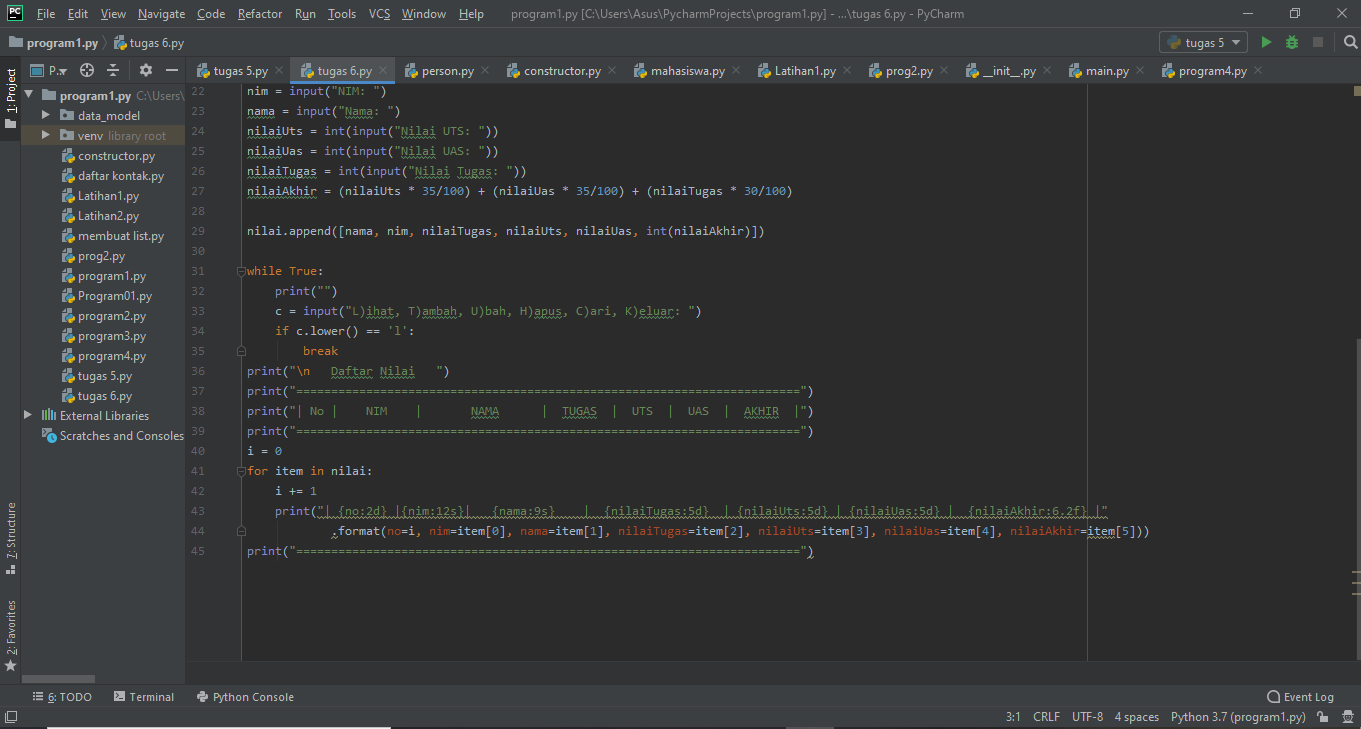 PC File Edit View Navigate Code Refactor Run Tools VCS Window Help program1.py [C:\Users\Asus\PycharmProjects\program1.py] - ...\tugas 6.py - PyCharm
program1.py tugas 6.py tugas 5
P.. tugas 5.py tugas 6.py person.py constructor.py mahasiswa.py Latihan1.py prog2.py __init__.py main.py program4.py
1: Project
7: Structure
2: Favorites
program1.py C:\Users\
data_model
venv library root
constructor.py
daftar kontak.py
Latihan1.py
Latihan2.py
membuat list.py
prog2.py
program1.py
Program01.py
program2.py
program3.py
program4.py
tugas 5.py
tugas 6.py
External Libraries
Scratches and Consoles
22 nim = input("NIM: ")
23 nama = input("Nama: ")
24 nilaiUts = int(input("Nilai UTS: "))
25 nilaiUas = int(input("Nilai UAS: "))
26 nilaiTugas = int(input("Nilai Tugas: "))
27 nilaiAkhir = (nilaiUts * 35/100) + (nilaiUas * 35/100) + (nilaiTugas * 30/100)
28
29 nilai.append([nama, nim, nilaiTugas, nilaiUts, nilaiUas, int(nilaiAkhir)])
30
31 while True:
32     print("")
33     c = input("L)ihat, T)ambah, U)bah, H)apus, C)ari, K)eluar: ")
34     if c.lower() == 'l':
35         break
36 print("\n   Daftar Nilai   ")
37 print("========================================================================")
38 print("| No |    NIM    |       NAMA      |  TUGAS  |  UTS  |  UAS  |  AKHIR  |")
39 print("========================================================================")
40 i = 0
41 for item in nilai:
42     i += 1
43     print("| {no:2d} |{nim:12s}|   {nama:9s}    |  {nilaiTugas:5d}  | {nilaiUts:5d} | {nilaiUas:5d} |  {nilaiAkhir:6.2f} |"
44             .format(no=i, nim=item[0], nama=item[1], nilaiTugas=item[2], nilaiUts=item[3], nilaiUas=item[4], nilaiAkhir=item[5]))
45 print("========================================================================")
6: TODO Terminal Python Console Event Log
3:1 CRLF UTF-8 4 spaces Python 3.7 (program1.py)